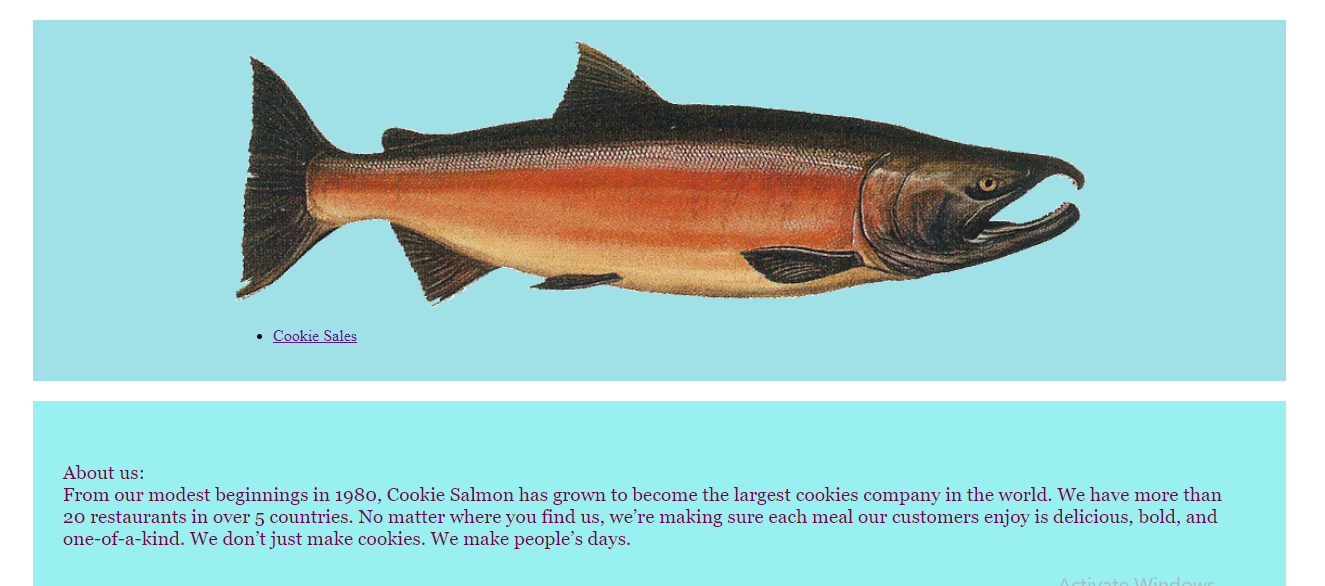 Cookie Sales
About us:
From our modest beginnings in 1980, Cookie Salmon has grown to become the largest cookies company in the world. We have more than
20 restaurants in over 5 countries. No matter where you find us, we’re making sure each meal our customers enjoy is delicious, bold, and
one-of-a-kind. We don’t just make cookies. We make people’s days.
Activate Windows